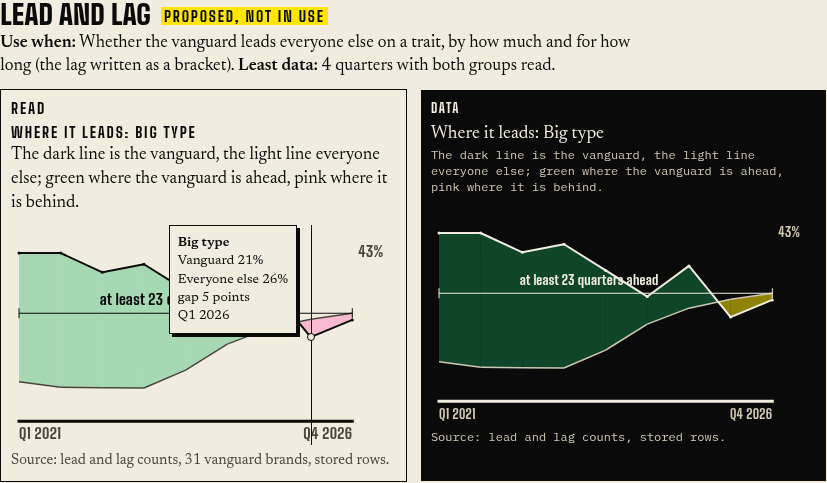 LEAD AND LAG PROPOSED, NOT IN USE
Use when: Whether the vanguard leads everyone else on a trait, by how much and for how
long (the lag written as a bracket). Least data: 4 quarters with both groups read.
READ
WHERE IT LEADS: BIG TYPE
The dark line is the vanguard, the light line everyone
else; green where the vanguard is ahead, pink where it
is behind.
43%
at least 23
Big type
Vanguard 21%
Everyone else 26%
gap 5 points
Q1 2026
Q1 2021
Q4 2026
Source: lead and lag counts, 31 vanguard brands, stored rows.
DATA
Where it leads: Big type
The dark line is the vanguard, the light line
everyone else; green where the vanguard is ahead,
pink where it is behind.
43%
at least 23 quarters ahead
Q1 2021
Q4 2026
Source: lead and lag counts, stored rows.